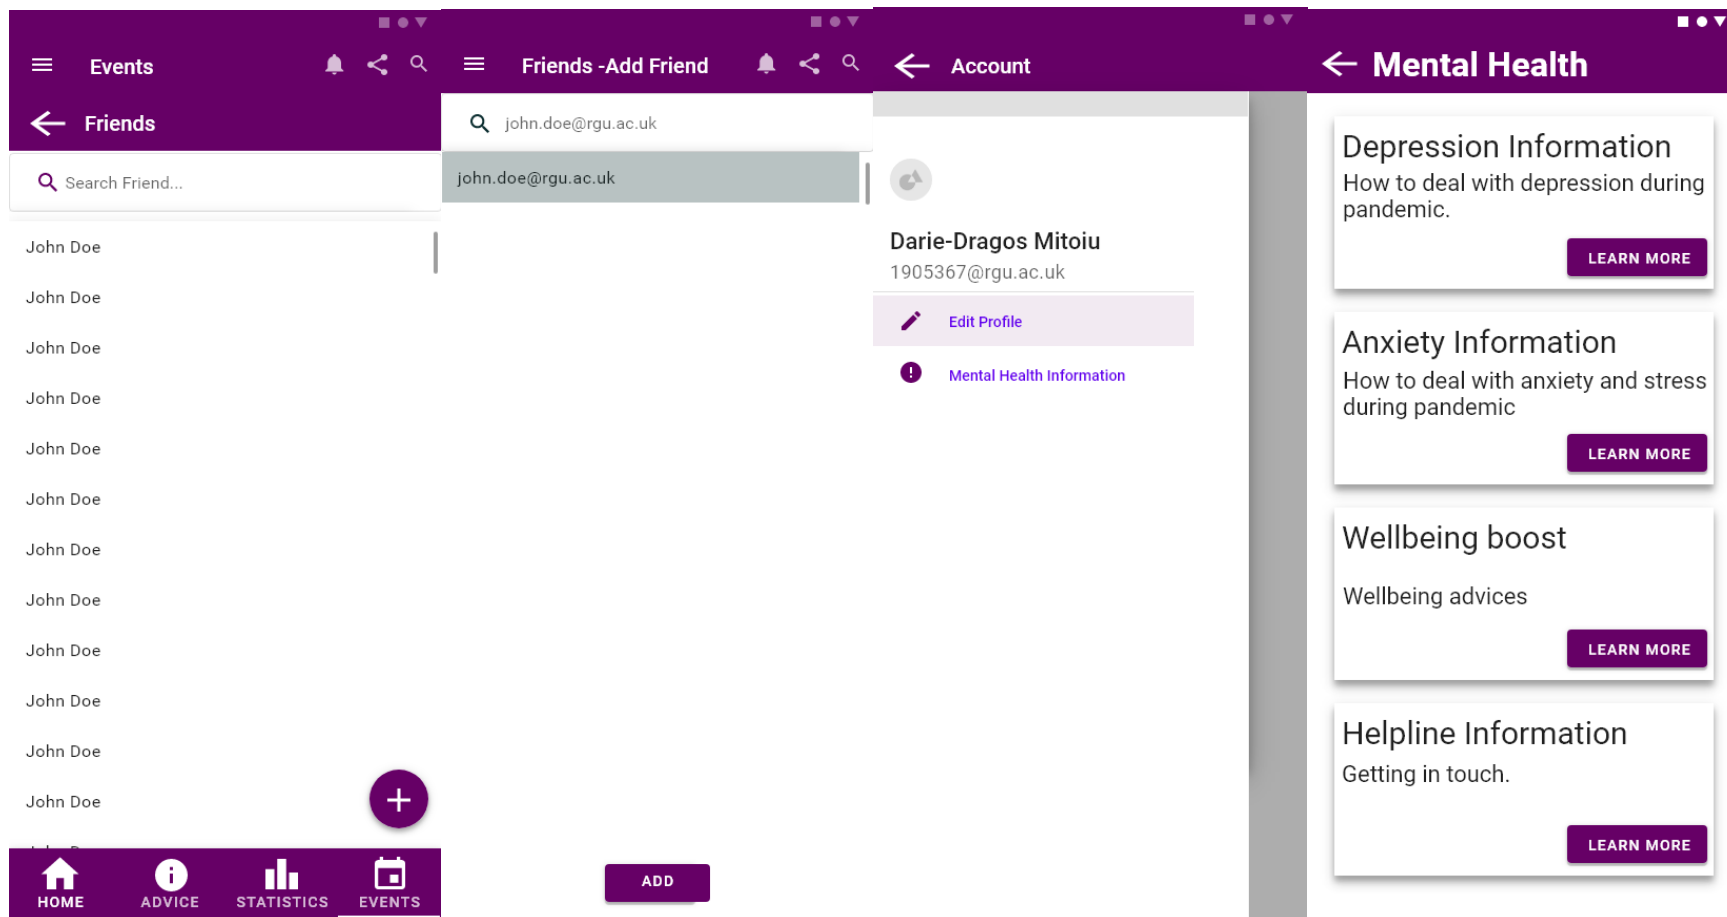 Events
Friends
Search Friend...
John Doe
John Doe
John Doe
John Doe
John Doe
John Doe
John Doe
John Doe
John Doe
John Doe
John Doe
John Doe
HOME
ADVICE
STATISTICS
EVENTS
Friends -Add Friend
john.doe@rgu.ac.uk
john.doe@rgu.ac.uk
ADD
Account
Darie-Dragos Mitoiu
1905367@rgu.ac.uk
Edit Profile
Mental Health Information
Mental Health
Depression Information
How to deal with depression during
pandemic.
LEARN MORE
Anxiety Information
How to deal with anxiety and stress
during pandemic
LEARN MORE
Wellbeing boost
Wellbeing advices
LEARN MORE
Helpline Information
Getting in touch.
LEARN MORE